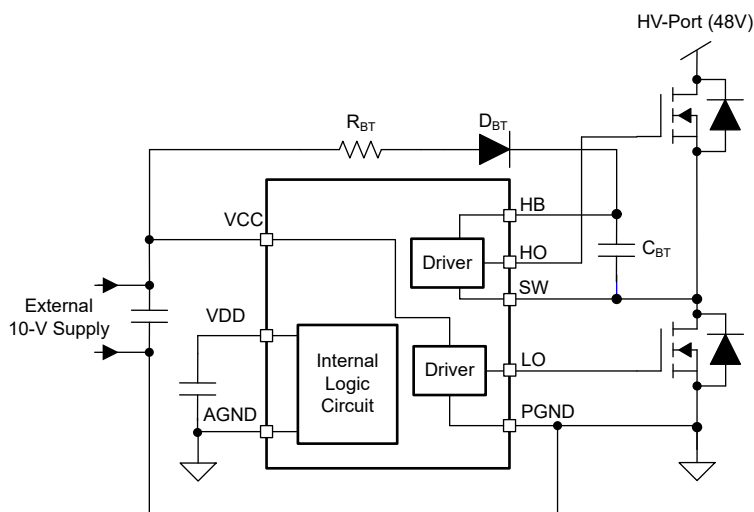 HV-Port (48V)
RBT
DBT
VCC
HB
HO
CBT
Driver
SW
External
10-V Supply
VDD
Internal
Logic
Circuit
Driver
LO
AGND
PGND